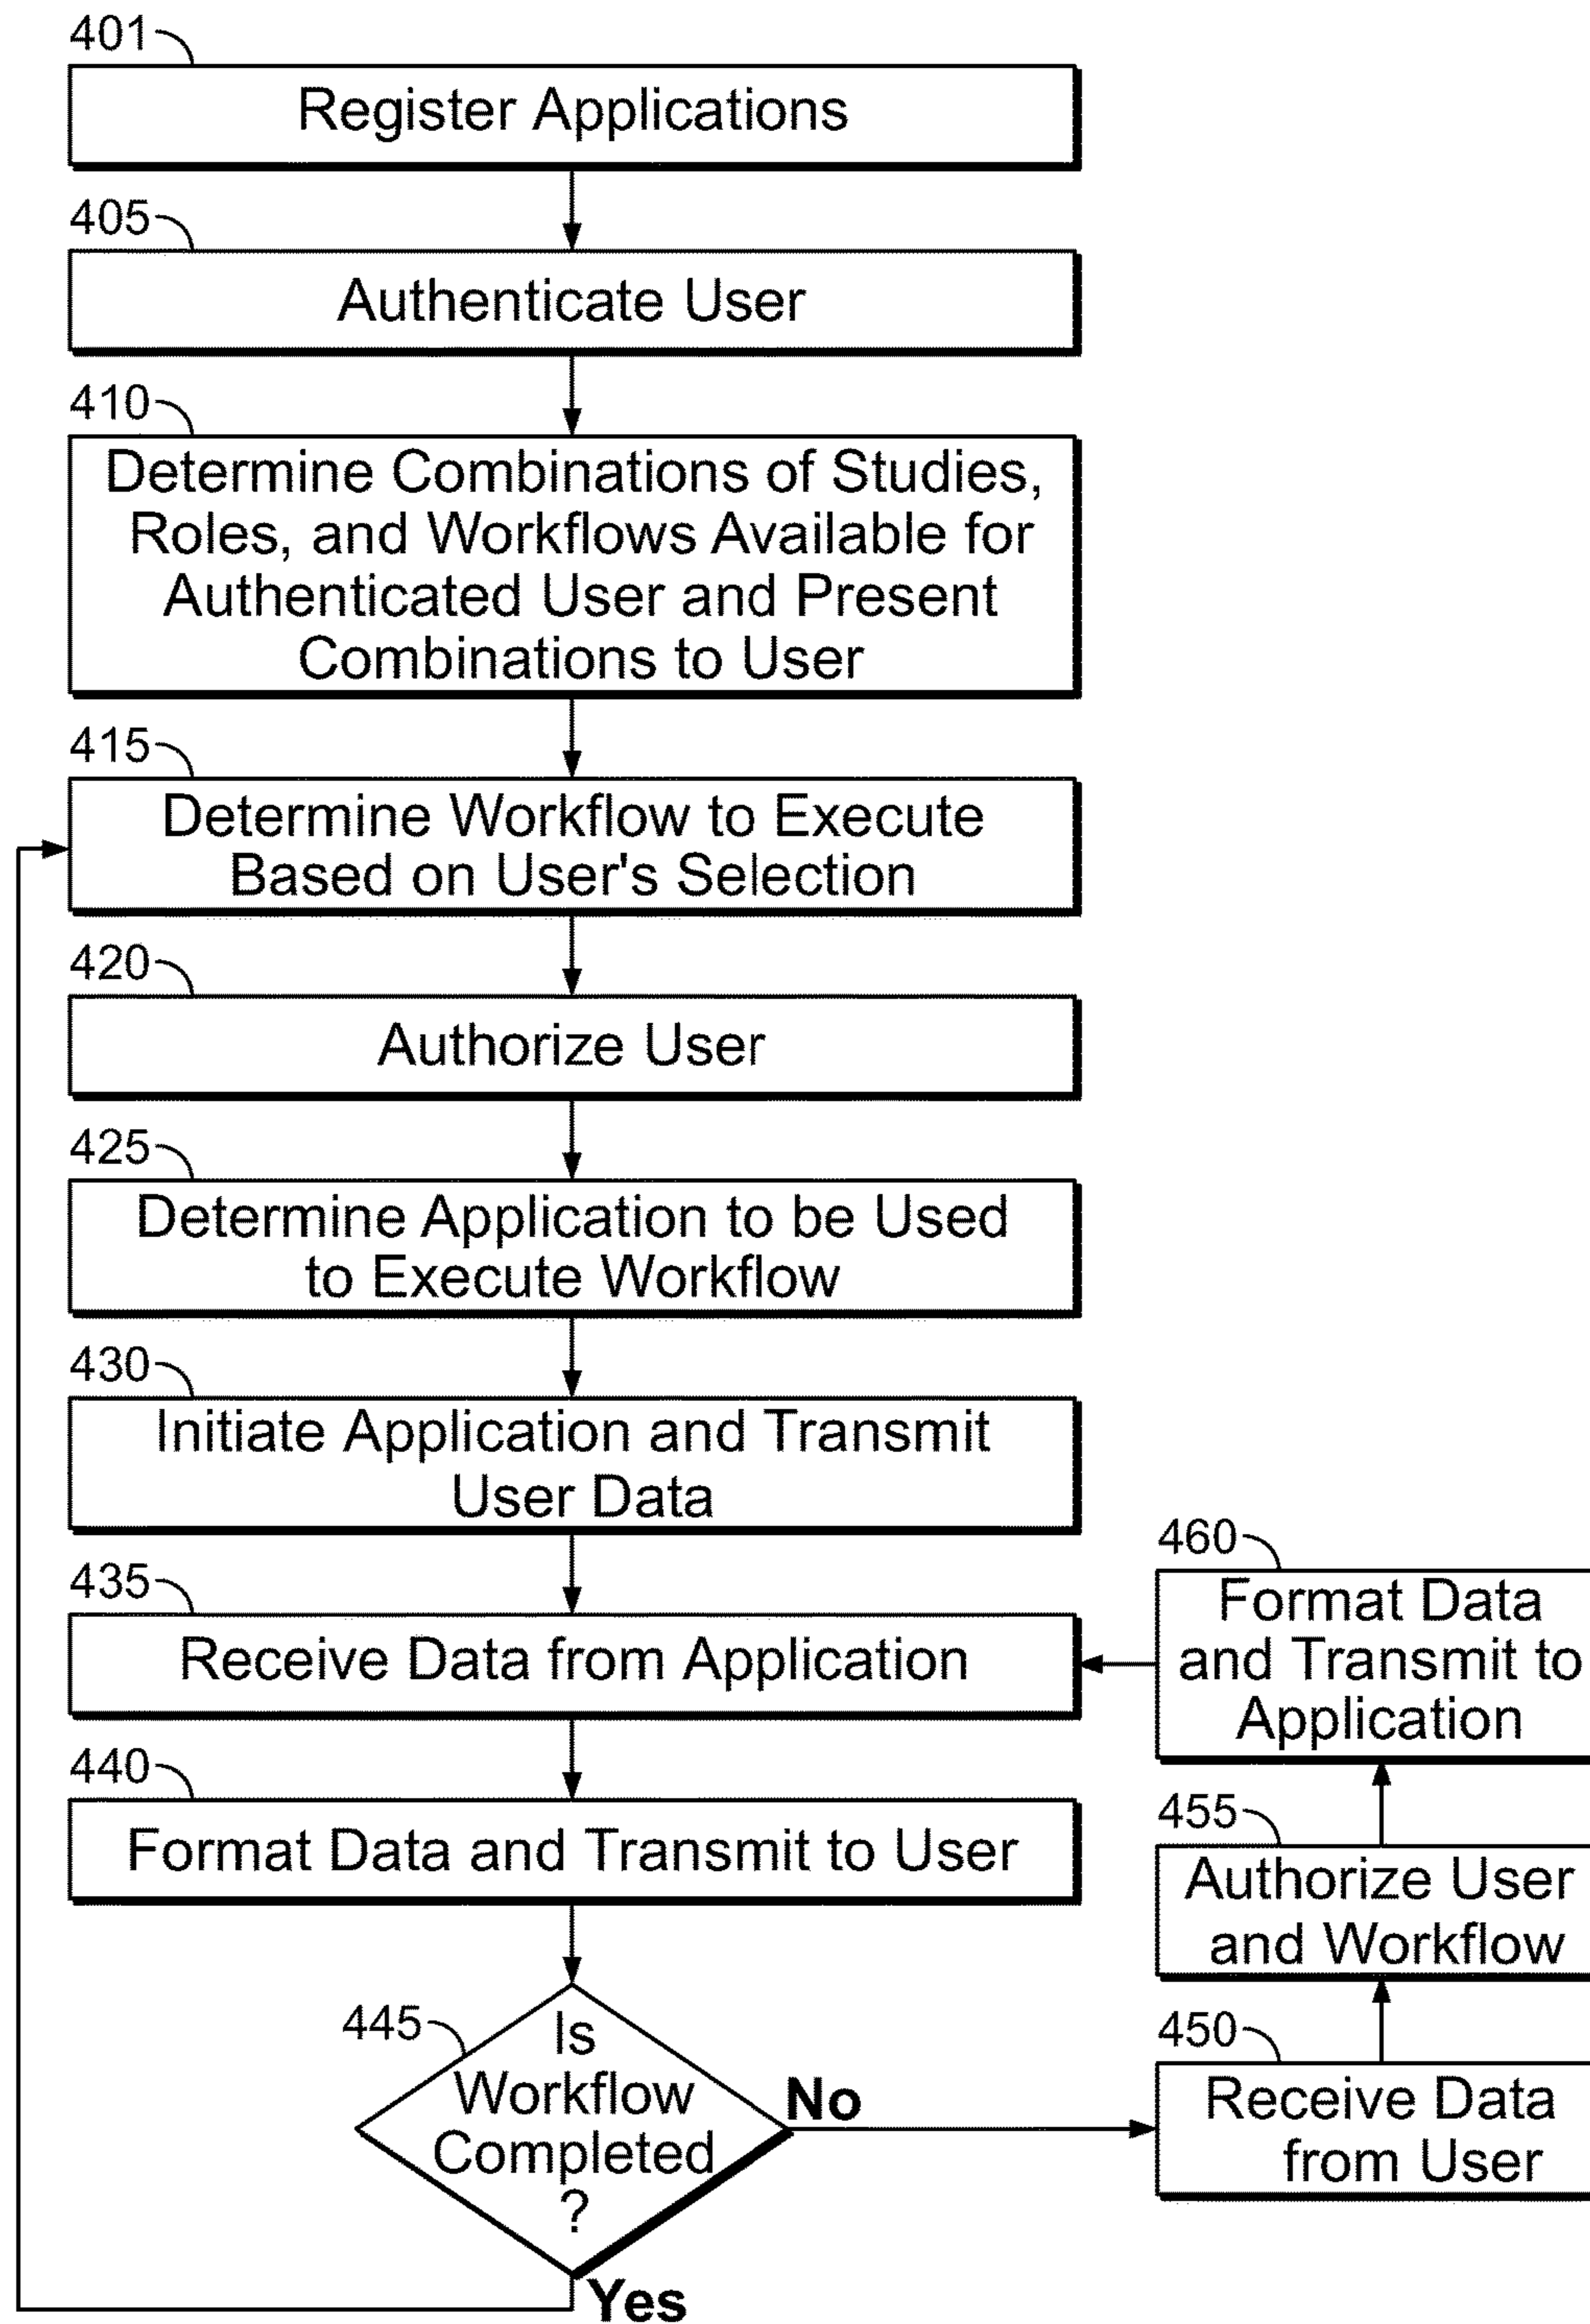 401
Register Applications
405
Authenticate User
410
Determine Combinations of Studies,
Roles, and Workflows Available for
Authenticated User and Present
Combinations to User
415
Determine Workflow to Execute
Based on User's Selection
420
Authorize User
425
Determine Application to be Used
to Execute Workflow
430
Initiate Application and Transmit
User Data
435
Receive Data from Application
440
Format Data and Transmit to User
445
Is
Workflow
Completed
?
No
Yes
460
Format Data
and Transmit to
Application
455
Authorize User
and Workflow
450
Receive Data
from User